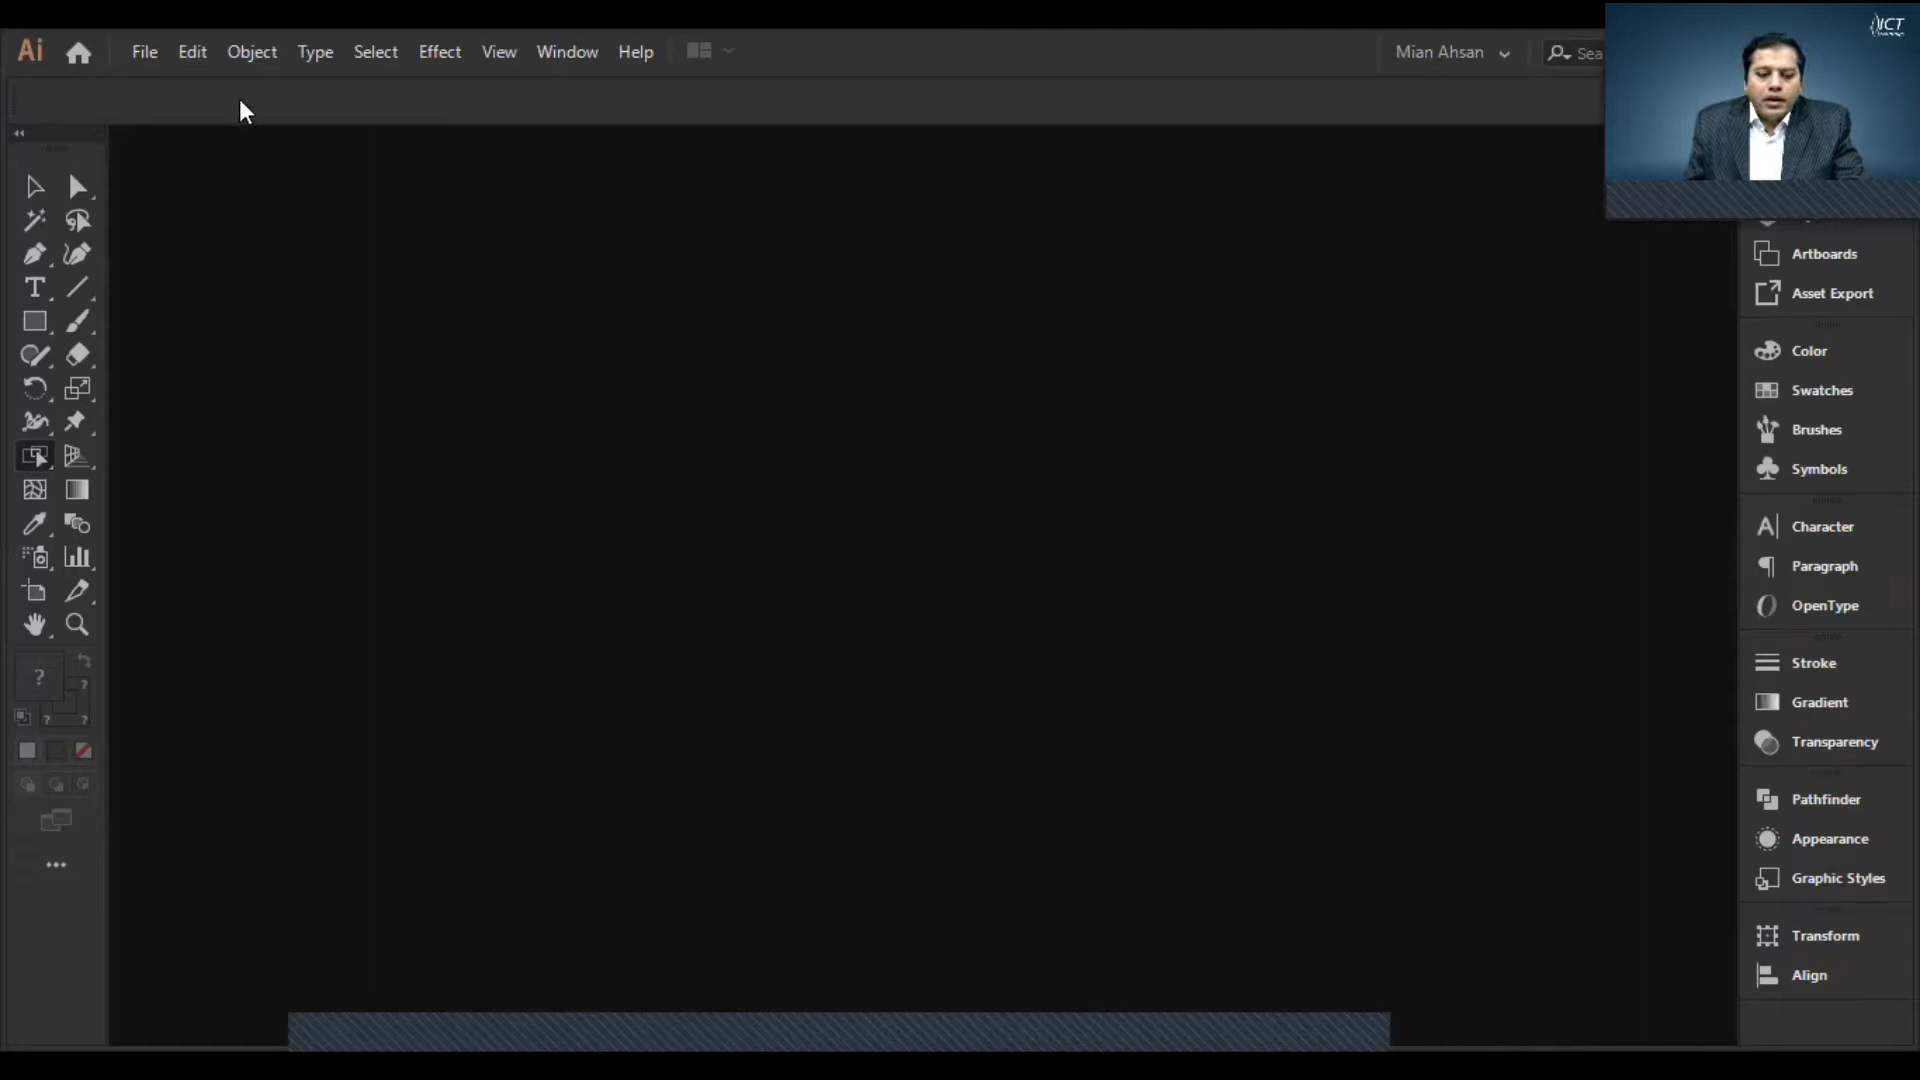 Ai File Edit Object Type Select Effect View Window Help Mian Ahsan Sea
ICT
T
Artboards
Asset Export
Color
Swatches
Brushes
Symbols
Character
Paragraph
OpenType
Stroke
Gradient
Transparency
Pathfinder
Appearance
Graphic Styles
Transform
Align
? ?
? ?